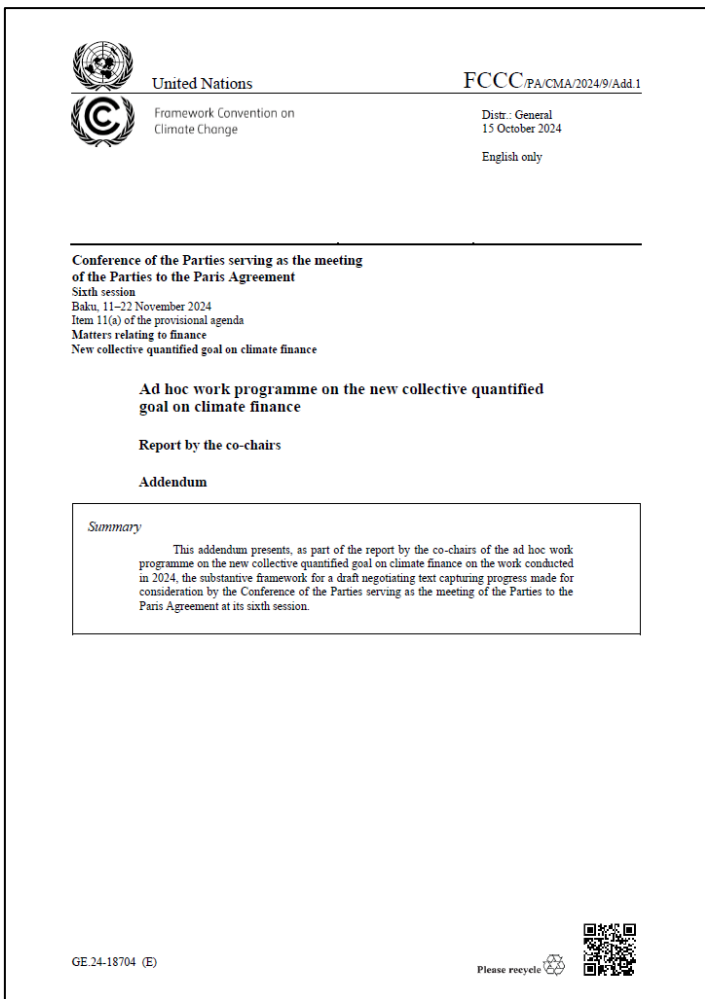 United Nations
FCCC/PA/CMA/2024/9/Add.1
Framework Convention on
Climate Change
Distr.: General
15 October 2024
English only
Conference of the Parties serving as the meeting
of the Parties to the Paris Agreement
Sixth session
Baku, 11–22 November 2024
Item 11(a) of the provisional agenda
Matters relating to finance
New collective quantified goal on climate finance
Ad hoc work programme on the new collective quantified
goal on climate finance
Report by the co-chairs
Addendum
Summary
This addendum presents, as part of the report by the co-chairs of the ad hoc work
programme on the new collective quantified goal on climate finance on the work conducted
in 2024, the substantive framework for a draft negotiating text capturing progress made for
consideration by the Conference of the Parties serving as the meeting of the Parties to the
Paris Agreement at its sixth session.
GE.24-18704 (E)
Please recycle